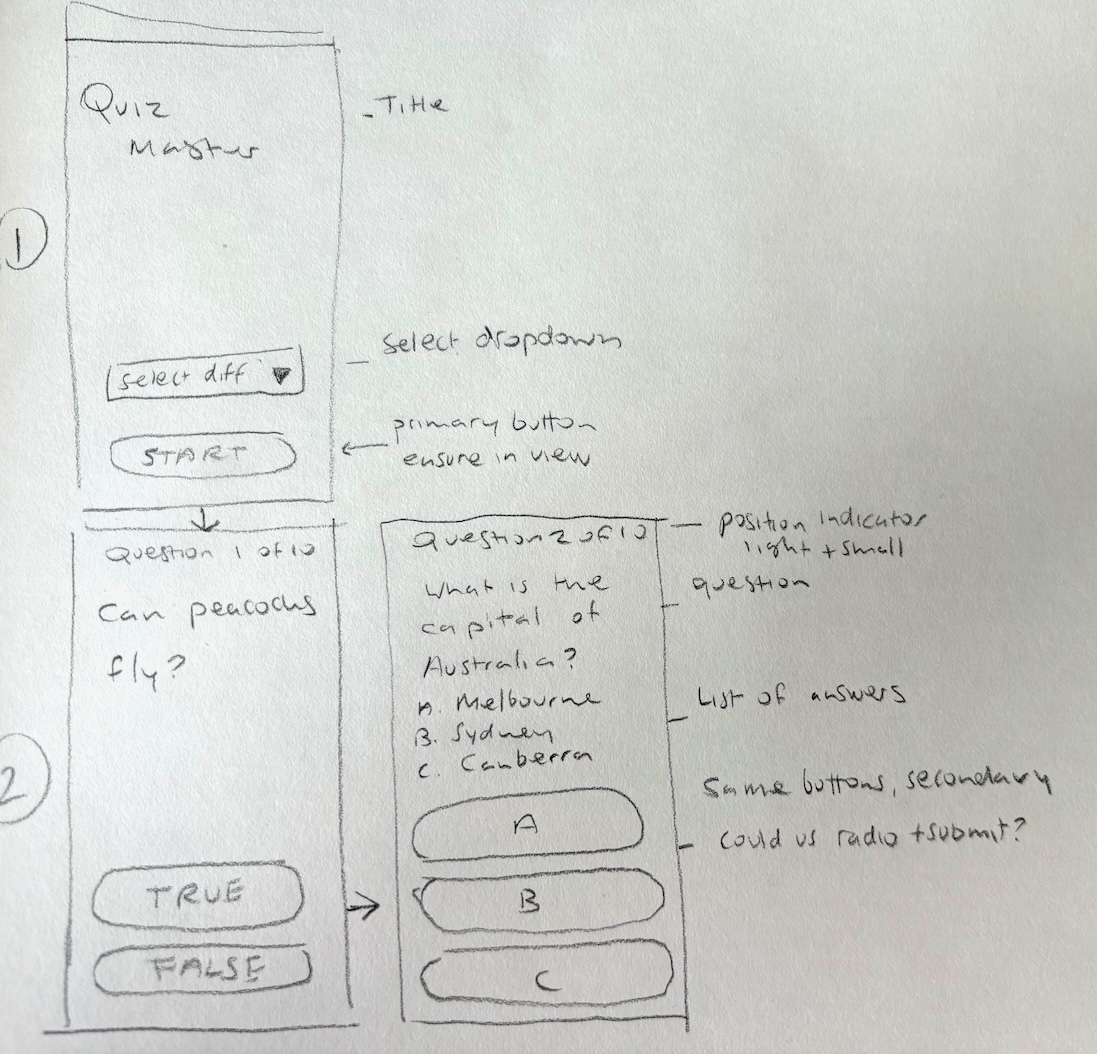 Quiz
Master
- Title
1
select dropdown
select diff
primary button
ensure in view
START
Question 1 of 10
Can peacocks
fly?
TRUE
FALSE
2
Question 2 of 10
What is the
capital of
Australia?
A. Melbourne
B. Sydney
C. Canberra
A
B
C
position indicator
light + small
question
List of answers
Same buttons, secondary
could us radio + submit?